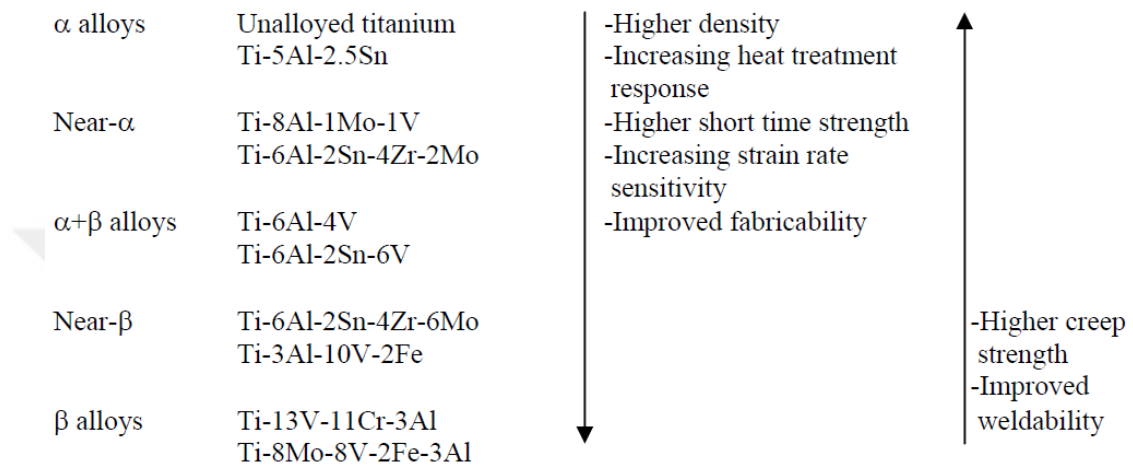 α alloys Unalloyed titanium -Higher density
Ti-5Al-2.5Sn -Increasing heat treatment
response
Near-α Ti-8Al-1Mo-1V -Higher short time strength
Ti-6Al-2Sn-4Zr-2Mo -Increasing strain rate
sensitivity
α+β alloys Ti-6Al-4V -Improved fabricability
Ti-6Al-2Sn-6V
Near-β Ti-6Al-2Sn-4Zr-6Mo -Higher creep
Ti-3Al-10V-2Fe strength
-Improved
β alloys Ti-13V-11Cr-3Al weldability
Ti-8Mo-8V-2Fe-3Al